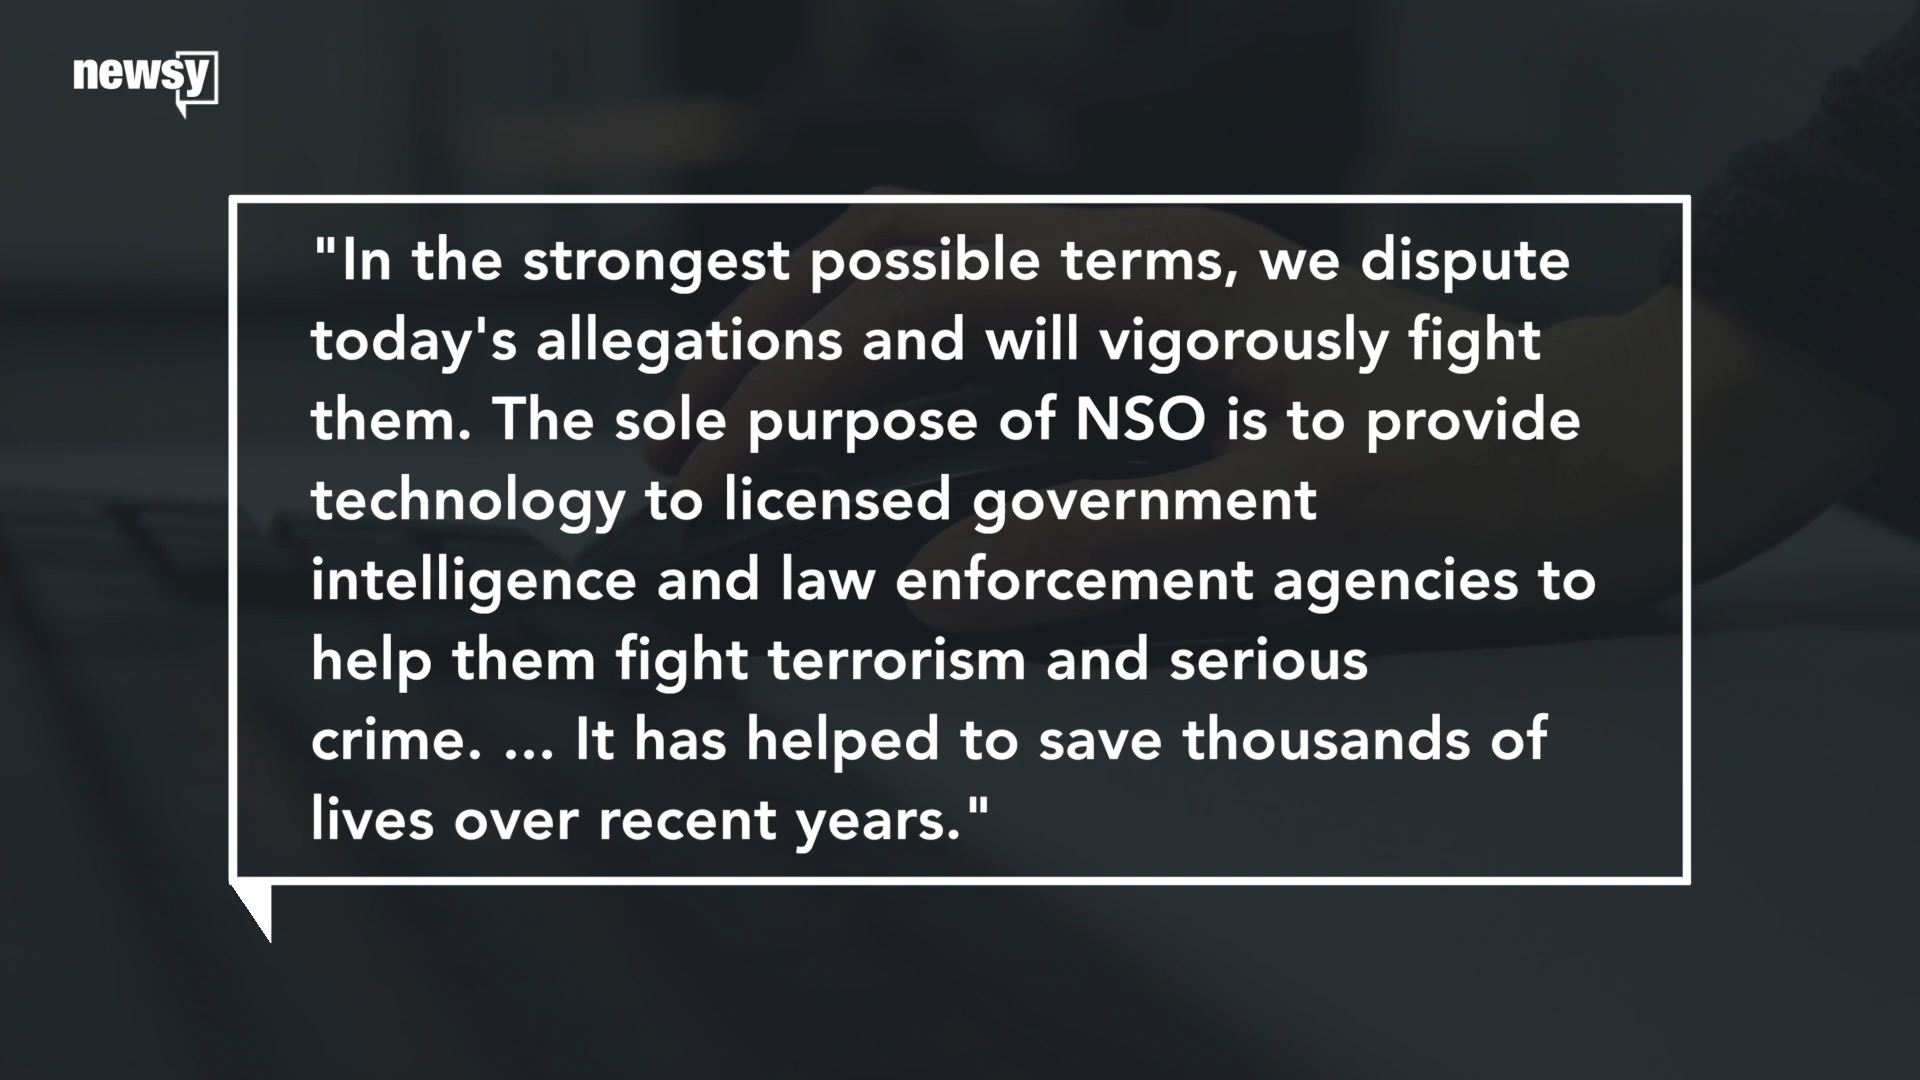 newsy
"In the strongest possible terms, we dispute
today's allegations and will vigorously fight
them. The sole purpose of NSO is to provide
technology to licensed government
intelligence and law enforcement agencies to
help them fight terrorism and serious
crime. ... It has helped to save thousands of
lives over recent years."